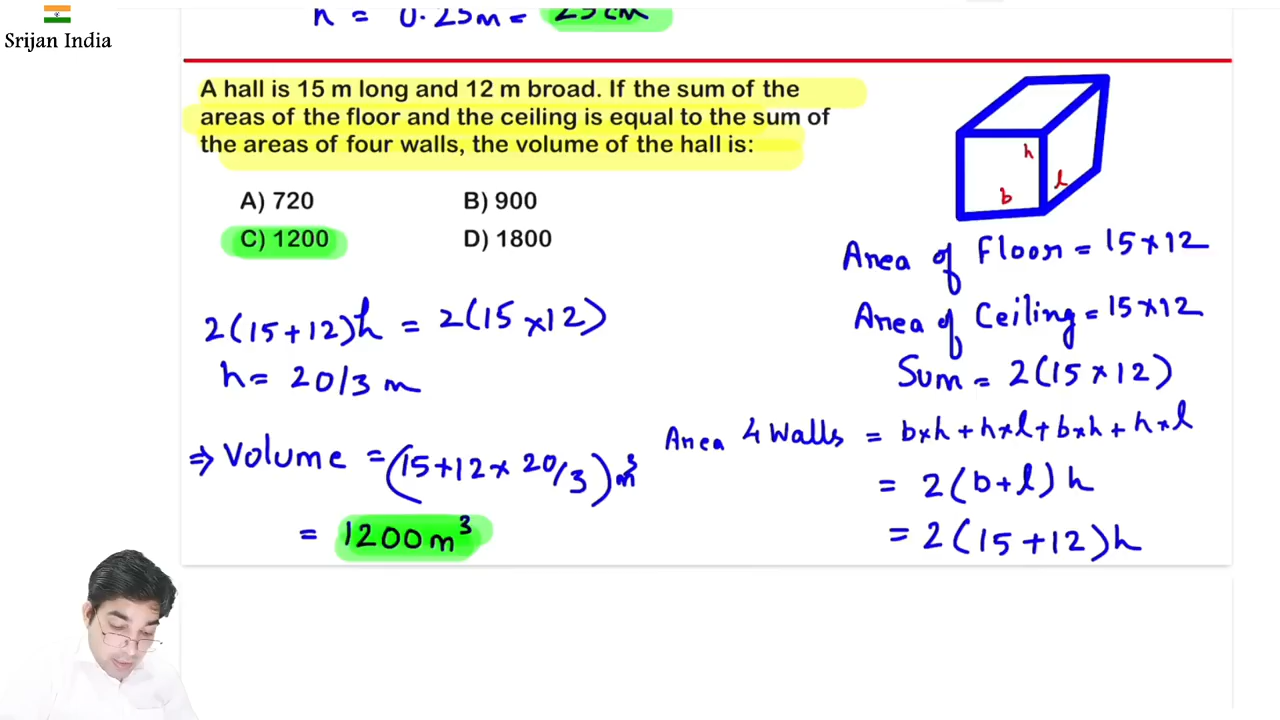 Srijan India
h = 0.25m = 25cm
A hall is 15 m long and 12 m broad. If the sum of the
areas of the floor and the ceiling is equal to the sum of
the areas of four walls, the volume of the hall is:
A) 720
B) 900
C) 1200
D) 1800
h
b
l
Area of Floor = 15×12
Area of Ceiling = 15×12
Sum = 2(15×12)
Area 4 Walls = b×h + h×l + b×h + h×l
= 2(b+l)h
= 2(15+12)h
2(15+12)h = 2(15×12)
h = 20/3 m
⇒ Volume = (15+12×20/3)m³
= 1200m³